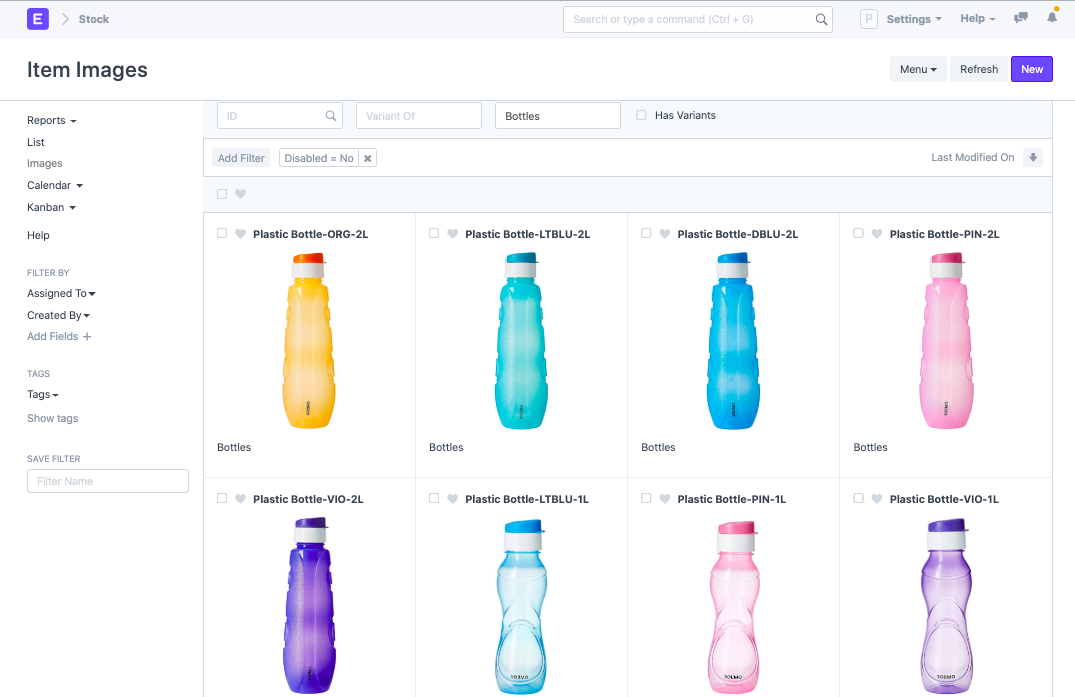 E
Stock
Search or type a command (Ctrl + G)
P
Settings
Help
Item Images
Menu
Refresh
New
Reports
List
Images
Calendar
Kanban
Help
FILTER BY
Assigned To
Created By
Add Fields
TAGS
Tags
Show tags
SAVE FILTER
Filter Name
ID
Variant Of
Bottles
Has Variants
Add Filter
Disabled = No
Last Modified On
Plastic Bottle-ORG-2L
Plastic Bottle-LTBLU-2L
Plastic Bottle-DBLU-2L
Plastic Bottle-PIN-2L
Bottles
Bottles
Bottles
Bottles
Plastic Bottle-VIO-2L
Plastic Bottle-LTBLU-1L
Plastic Bottle-PIN-1L
Plastic Bottle-VIO-1L
SOLIMO
SOLIMO
SOLIMO